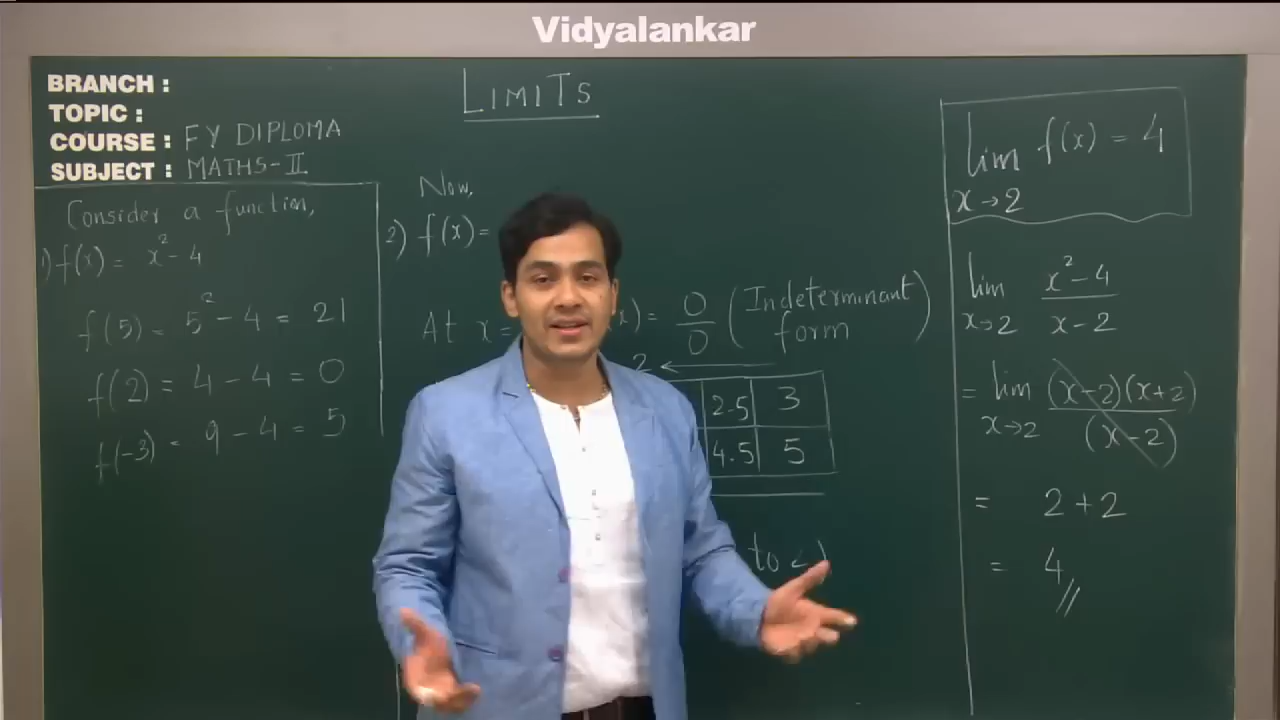 Vidyalankar
BRANCH :
TOPIC :
COURSE : FY DIPLOMA
SUBJECT : MATHS-II
LIMITS
Consider a function,
1) f(x) = x² - 4
f(5) = 5² - 4 = 21
f(2) = 4 - 4 = 0
f(-3) = 9 - 4 = 5
Now,
2) f(x) =
At x = x) = 0/0 (Indeterminant form)
2 ←
2.5 3
4.5 5
to
lim x→2 f(x) = 4
lim x→2 x² - 4 / x - 2
= lim x→2 (x - 2)(x + 2) / (x - 2)
= 2 + 2
= 4 //